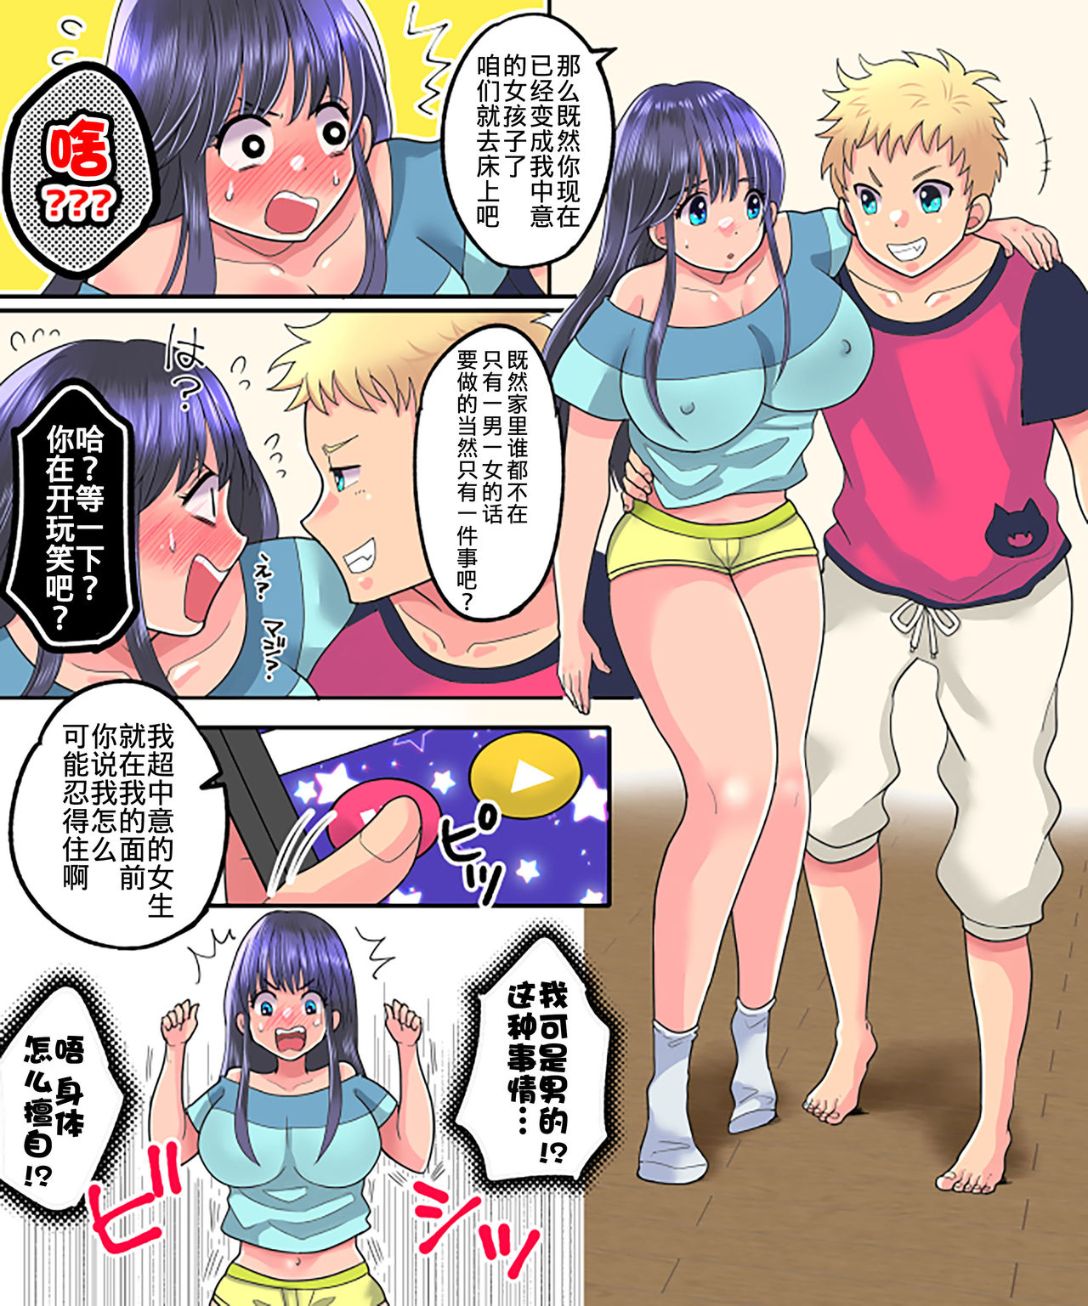 那么既然你现在
已经变成我中意
的女孩子了
咱们就去床上吧
啥
???
既然家里谁都不在
只有一男一女的话
要做的当然只有一件事吧？
は？
哈？等一下？
你在开玩笑吧？
え？
マジ？
我超中意的女生
就在我的面前
你说我怎么
可能忍得住啊
ピッ
我可是男的!?
这种事情…
唔 身体
怎么擅自!?
ビシッ